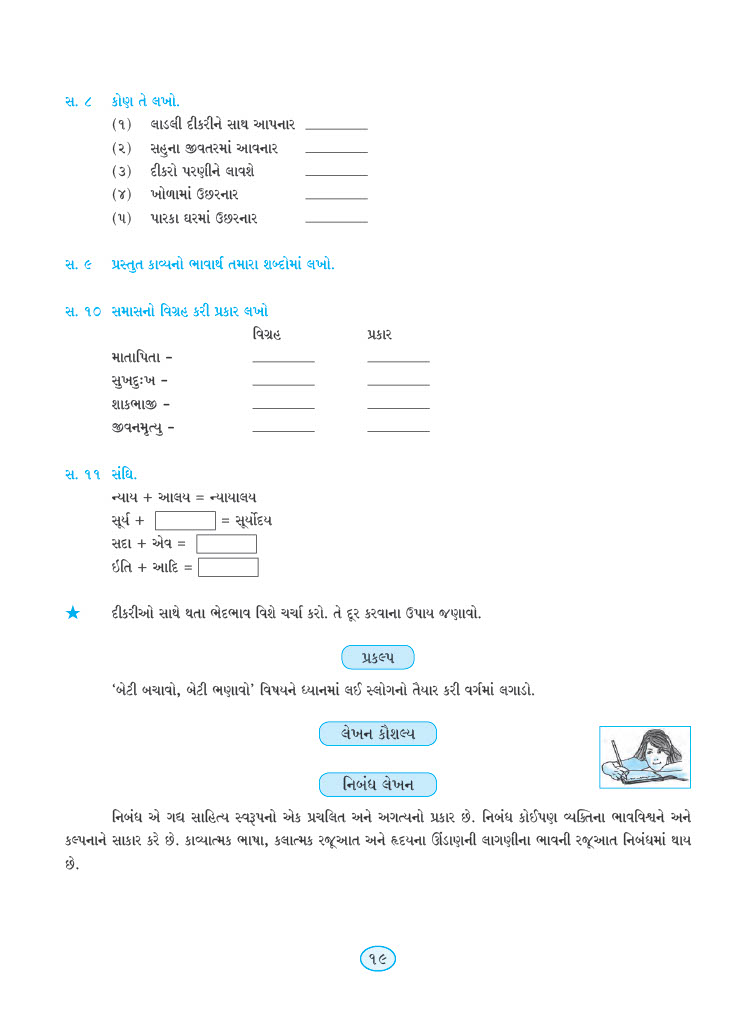 સ. ૮ કોણ તે લખો.
(૧) લાડલી દીકરીને સાથ આપનાર ________
(૨) સહુના જીવતરમાં આવનાર ________
(૩) દીકરો પરણીને લાવશે ________
(૪) ખોળામાં ઉછરનાર ________
(૫) પારકા ઘરમાં ઉછરનાર ________
સ. ૯ પ્રસ્તુત કાવ્યનો ભાવાર્થ તમારા શબ્દોમાં લખો.
સ. ૧૦ સમાસનો વિગ્રહ કરી પ્રકાર લખો
વિગ્રહ પ્રકાર
માતાપિતા – ________ ________
સુખદુઃખ – ________ ________
શાકભાજી – ________ ________
જીવનમૃત્યુ – ________ ________
સ. ૧૧ સંધિ.
ન્યાય + આલય = ન્યાયાલય
સૂર્ય + = સૂર્યોદય
સદા + એવ =
ઈતિ + આદિ =
★ દીકરીઓ સાથે થતા ભેદભાવ વિશે ચર્ચા કરો. તે દૂર કરવાના ઉપાય જણાવો.
પ્રકલ્પ
‘બેટી બચાવો, બેટી ભણાવો’ વિષયને ધ્યાનમાં લઈ સ્લોગનો તૈયાર કરી વર્ગમાં લગાડો.
લેખન કૌશલ્ય
નિબંધ લેખન
નિબંધ એ ગદ્ય સાહિત્ય સ્વરૂપનો એક પ્રચલિત અને અગત્યનો પ્રકાર છે. નિબંધ કોઈપણ વ્યક્તિના ભાવવિશ્વને અને
કલ્પનાને સાકાર કરે છે. કાવ્યાત્મક ભાષા, કલાત્મક રજૂઆત અને હૃદયના ઊંડાણની લાગણીના ભાવની રજૂઆત નિબંધમાં થાય
છે.
૧૯